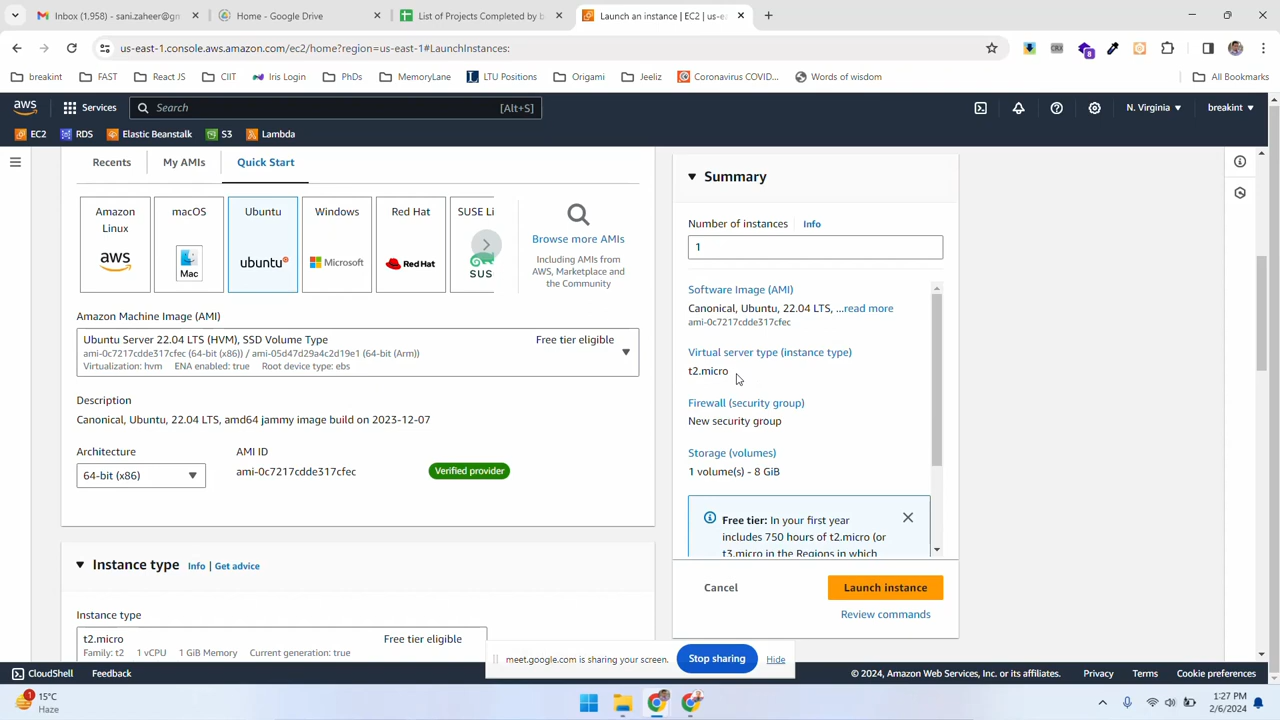 Inbox (1,958) - sani.zaheer@gm
Home - Google Drive
List of Projects Completed by b
Launch an instance | EC2 | us-ea
us-east-1.console.aws.amazon.com/ec2/home?region=us-east-1#LaunchInstances:
breakint
FAST
React JS
CIIT
Iris Login
PhDs
MemoryLane
LTU Positions
Origami
Jeeliz
Coronavirus COVID...
Words of wisdom
All Bookmarks
aws
Services
Search
[Alt+S]
N. Virginia
breakint
EC2
RDS
Elastic Beanstalk
S3
Lambda
Recents
My AMIs
Quick Start
Amazon
Linux
aws
macOS
Mac
Ubuntu
ubuntu
Windows
Microsoft
Red Hat
Red Hat
SUSE Li
SUS
Browse more AMIs
Including AMIs from
AWS, Marketplace and
the Community
Amazon Machine Image (AMI)
Ubuntu Server 22.04 LTS (HVM), SSD Volume Type
Free tier eligible
ami-0c7217cdde317cfec (64-bit (x86)) / ami-05d47d29a4c2d19e1 (64-bit (Arm))
Virtualization: hvm ENA enabled: true Root device type: ebs
Description
Canonical, Ubuntu, 22.04 LTS, amd64 jammy image build on 2023-12-07
Architecture
AMI ID
64-bit (x86)
ami-0c7217cdde317cfec
Verified provider
Instance type
Info | Get advice
Instance type
t2.micro
Free tier eligible
Family: t2 1 vCPU 1 GiB Memory Current generation: true
Summary
Number of instances Info
1
Software Image (AMI)
Canonical, Ubuntu, 22.04 LTS, ...read more
ami-0c7217cdde317cfec
Virtual server type (instance type)
t2.micro
Firewall (security group)
New security group
Storage (volumes)
1 volume(s) - 8 GiB
Free tier: In your first year
includes 750 hours of t2.micro (or
t3.micro in the Regions in which
Cancel
Launch instance
Review commands
meet.google.com is sharing your screen.
Stop sharing
Hide
CloudShell
Feedback
© 2024, Amazon Web Services, Inc. or its affiliates.
Privacy
Terms
Cookie preferences
15°C
Haze
1:27 PM
2/6/2024